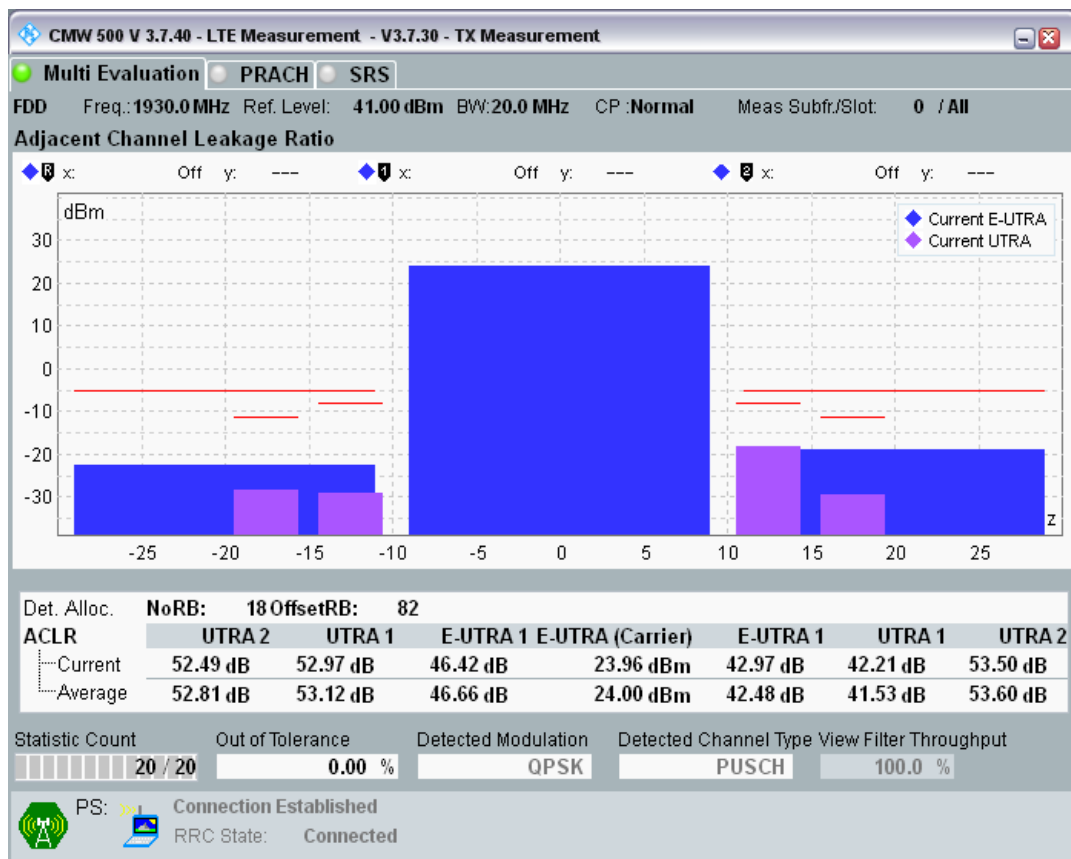 CMW 500 V 3.7.40 - LTE Measurement - V3.7.30 - TX Measurement
Multi Evaluation PRACH SRS
FDD Freq.:1930.0 MHz Ref. Level: 41.00 dBm BW:20.0 MHz CP :Normal Meas Subfr./Slot: 0 / All
Adjacent Channel Leakage Ratio
R x: Off y: --- 1 x: Off y: --- 2 x: Off y: ---
dBm
Current E-UTRA
Current UTRA
30
20
10
0
-10
-20
-30
z
-25 -20 -15 -10 -5 0 5 10 15 20 25
Det. Alloc. NoRB: 18 OffsetRB: 82
ACLR UTRA 2 UTRA 1 E-UTRA 1 E-UTRA (Carrier) E-UTRA 1 UTRA 1 UTRA 2
Current 52.49 dB 52.97 dB 46.42 dB 23.96 dBm 42.97 dB 42.21 dB 53.50 dB
Average 52.81 dB 53.12 dB 46.66 dB 24.00 dBm 42.48 dB 41.53 dB 53.60 dB
Statistic Count Out of Tolerance Detected Modulation Detected Channel Type View Filter Throughput
20 / 20 0.00 % QPSK PUSCH 100.0 %
PS: Connection Established
RRC State: Connected